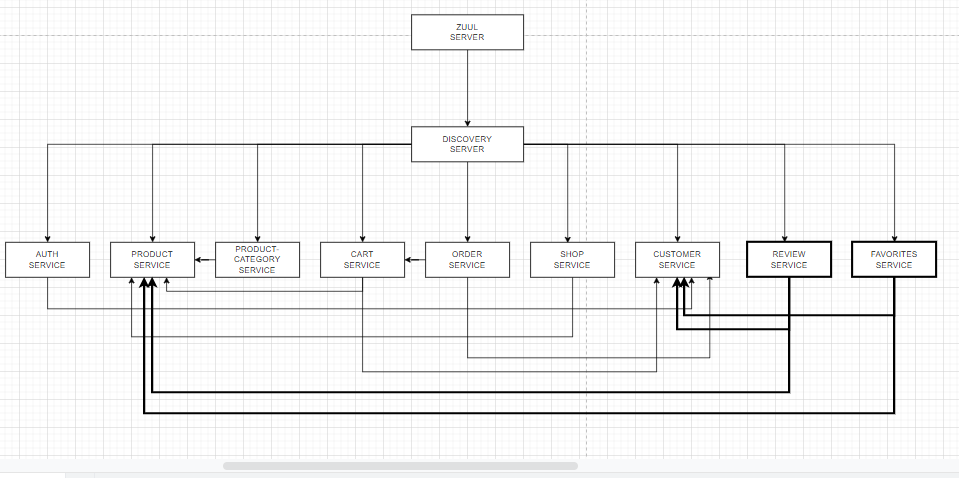 ZUUL
SERVER
DISCOVERY
SERVER
AUTH
SERVICE
PRODUCT
SERVICE
PRODUCT-
CATEGORY
SERVICE
CART
SERVICE
ORDER
SERVICE
SHOP
SERVICE
CUSTOMER
SERVICE
REVIEW
SERVICE
FAVORITES
SERVICE